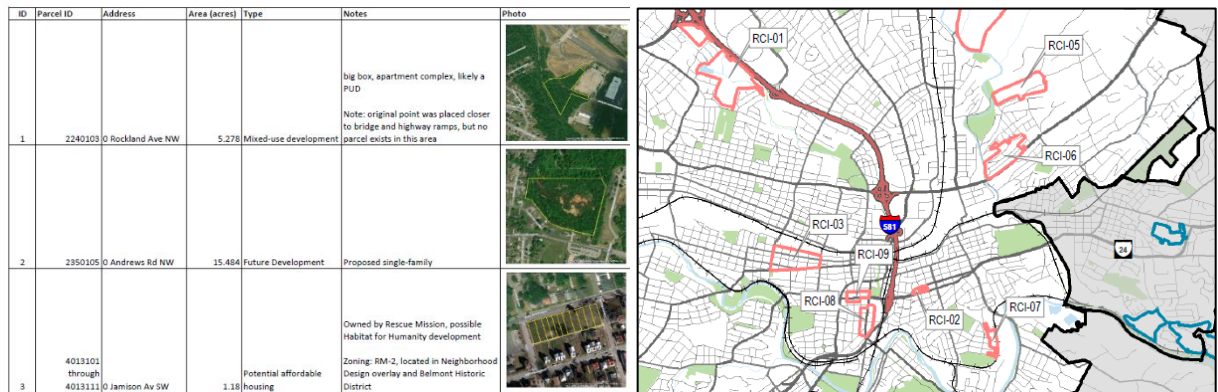 ID Parcel ID Address Area (acres) Type Notes Photo
big box, apartment complex, likely a
PUD
Note: original point was placed closer
to bridge and highway ramps, but no
1 2240103 0 Rockland Ave NW 5.278 Mixed-use development parcel exists in this area
2 2350105 0 Andrews Rd NW 15.484 Future Development Proposed single-family
Owned by Rescue Mission, possible
Habitat for Humanity development
4013101 Zoning: RM-2, located in Neighborhood
through Potential affordable Design overlay and Belmont Historic
3 4013111 0 Jamison Av SW 1.18 housing District
RCI-01
RCI-05
RCI-06
581
RCI-03
24
RCI-09
RCI-08
RCI-07
RCI-02